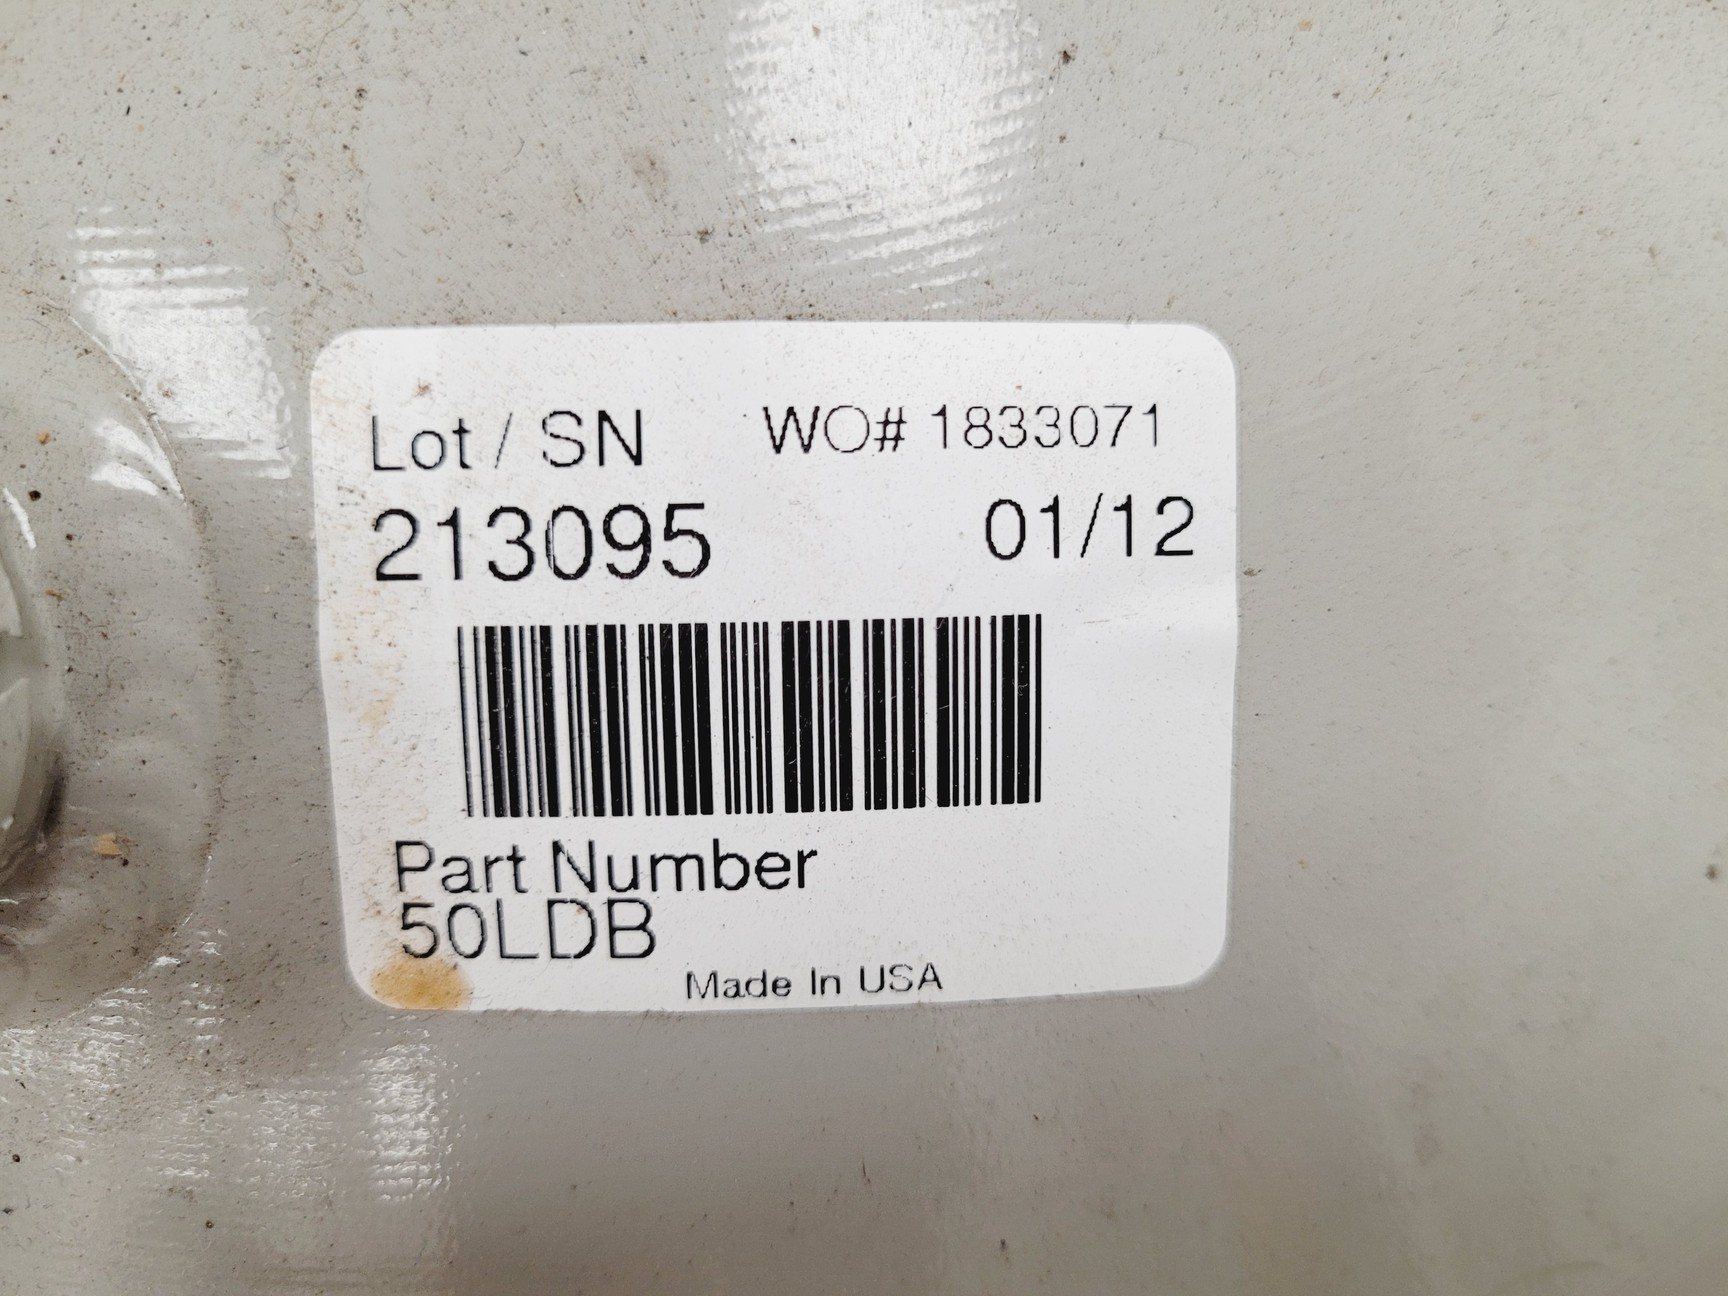 Lot / SN WO# 1833071
213095 01/12
Part Number
50LDB
Made In USA